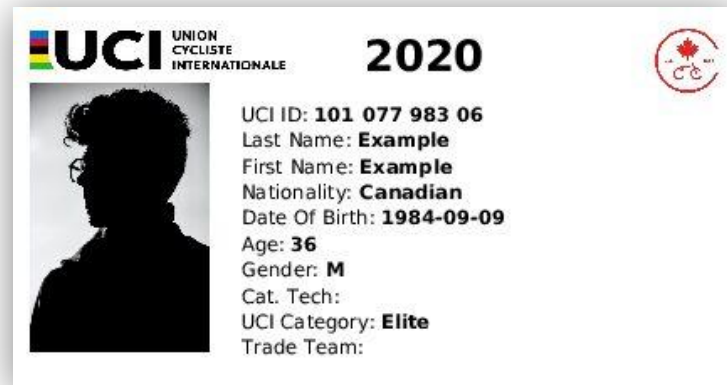 UCI UNION
CYCLISTE
INTERNATIONALE
2020
UCI ID: 101 077 983 06
Last Name: Example
First Name: Example
Nationality: Canadian
Date Of Birth: 1984-09-09
Age: 36
Gender: M
Cat. Tech:
UCI Category: Elite
Trade Team: